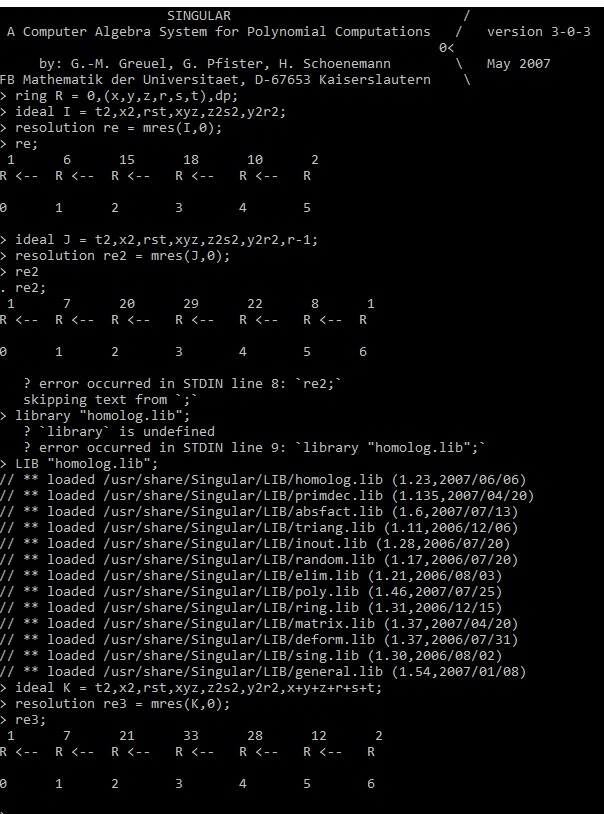 SINGULAR                             /
 A Computer Algebra System for Polynomial Computations   /   version 3-0-3
                                                       0<
     by: G.-M. Greuel, G. Pfister, H. Schoenemann        \   May 2007
FB Mathematik der Universitaet, D-67653 Kaiserslautern    \
> ring R = 0,(x,y,z,r,s,t),dp;
> ideal I = t2,x2,rst,xyz,z2s2,y2r2;
> resolution re = mres(I,0);
> re;
 1      6      15      18      10      2
R <--  R <--  R <--   R <--   R <--   R

0      1      2       3       4       5

> ideal J = t2,x2,rst,xyz,z2s2,y2r2,r-1;
> resolution re2 = mres(J,0);
> re2
. re2;
 1      7      20      29      22      8      1
R <--  R <--  R <--   R <--   R <--   R <--  R

0      1      2       3       4       5      6

   ? error occurred in STDIN line 8: `re2;`
   skipping text from `;`
> library "homolog.lib";
   ? `library` is undefined
   ? error occurred in STDIN line 9: `library "homolog.lib";`
> LIB "homolog.lib";
// ** loaded /usr/share/Singular/LIB/homolog.lib (1.23,2007/06/06)
// ** loaded /usr/share/Singular/LIB/primdec.lib (1.135,2007/04/20)
// ** loaded /usr/share/Singular/LIB/absfact.lib (1.6,2007/07/13)
// ** loaded /usr/share/Singular/LIB/triang.lib (1.11,2006/12/06)
// ** loaded /usr/share/Singular/LIB/inout.lib (1.28,2006/07/20)
// ** loaded /usr/share/Singular/LIB/random.lib (1.17,2006/07/20)
// ** loaded /usr/share/Singular/LIB/elim.lib (1.21,2006/08/03)
// ** loaded /usr/share/Singular/LIB/poly.lib (1.46,2007/07/25)
// ** loaded /usr/share/Singular/LIB/ring.lib (1.31,2006/12/15)
// ** loaded /usr/share/Singular/LIB/matrix.lib (1.37,2007/04/20)
// ** loaded /usr/share/Singular/LIB/deform.lib (1.37,2006/07/31)
// ** loaded /usr/share/Singular/LIB/sing.lib (1.30,2006/08/02)
// ** loaded /usr/share/Singular/LIB/general.lib (1.54,2007/01/08)
> ideal K = t2,x2,rst,xyz,z2s2,y2r2,x+y+z+r+s+t;
> resolution re3 = mres(K,0);
> re3;
 1      7      21      33      28      12      2
R <--  R <--  R <--   R <--   R <--   R <--   R

0      1      2       3       4       5       6

>